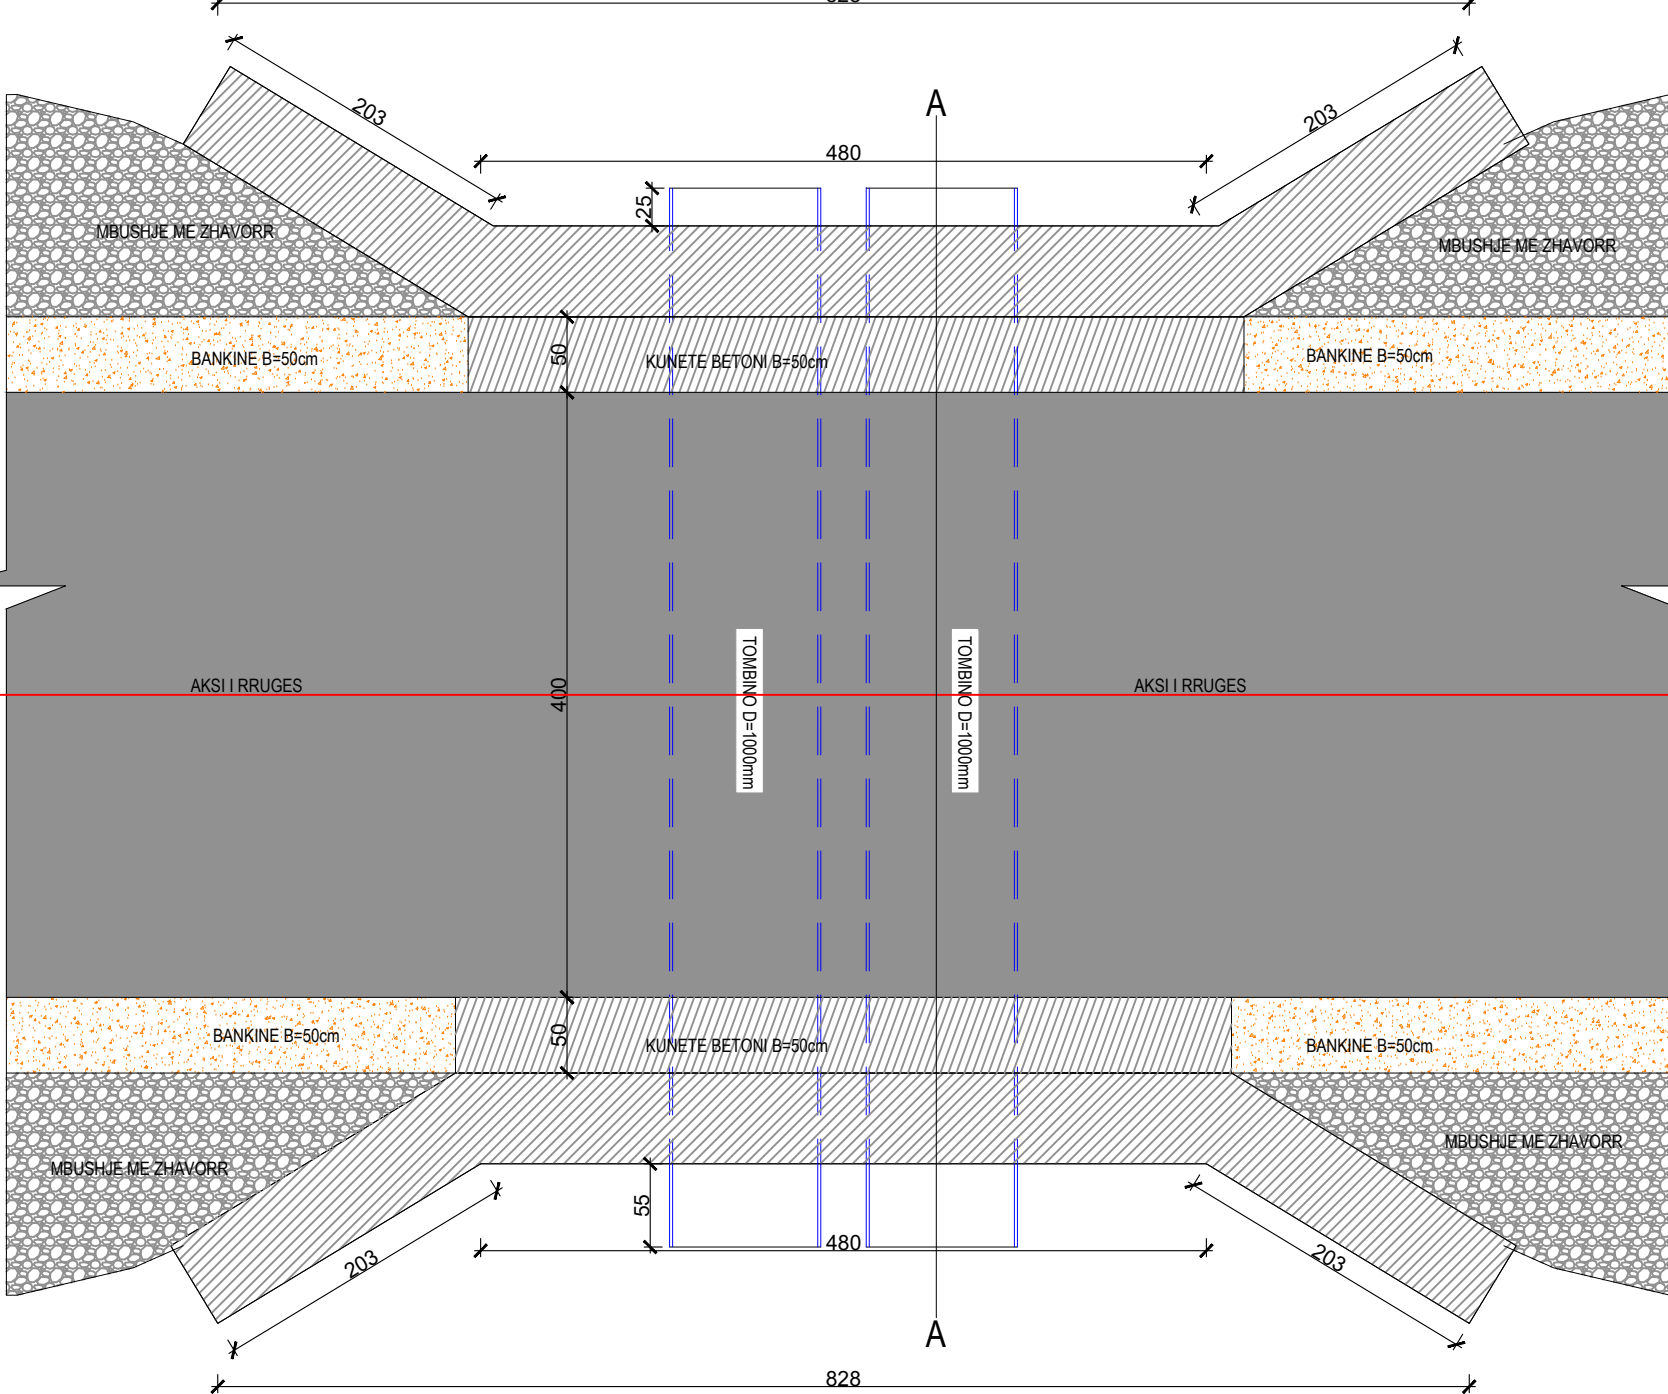 203
A
203
480
25
MBUSHJE ME ZHAVORR
MBUSHJE ME ZHAVORR
BANKINE B=50cm
50
KUNETE BETONI B=50cm
BANKINE B=50cm
AKSI I RRUGES
400
TOMBINO D=1000mm
TOMBINO D=1000mm
AKSI I RRUGES
BANKINE B=50cm
50
KUNETE BETONI B=50cm
BANKINE B=50cm
MBUSHJE ME ZHAVORR
MBUSHJE ME ZHAVORR
55
480
203
203
A
828